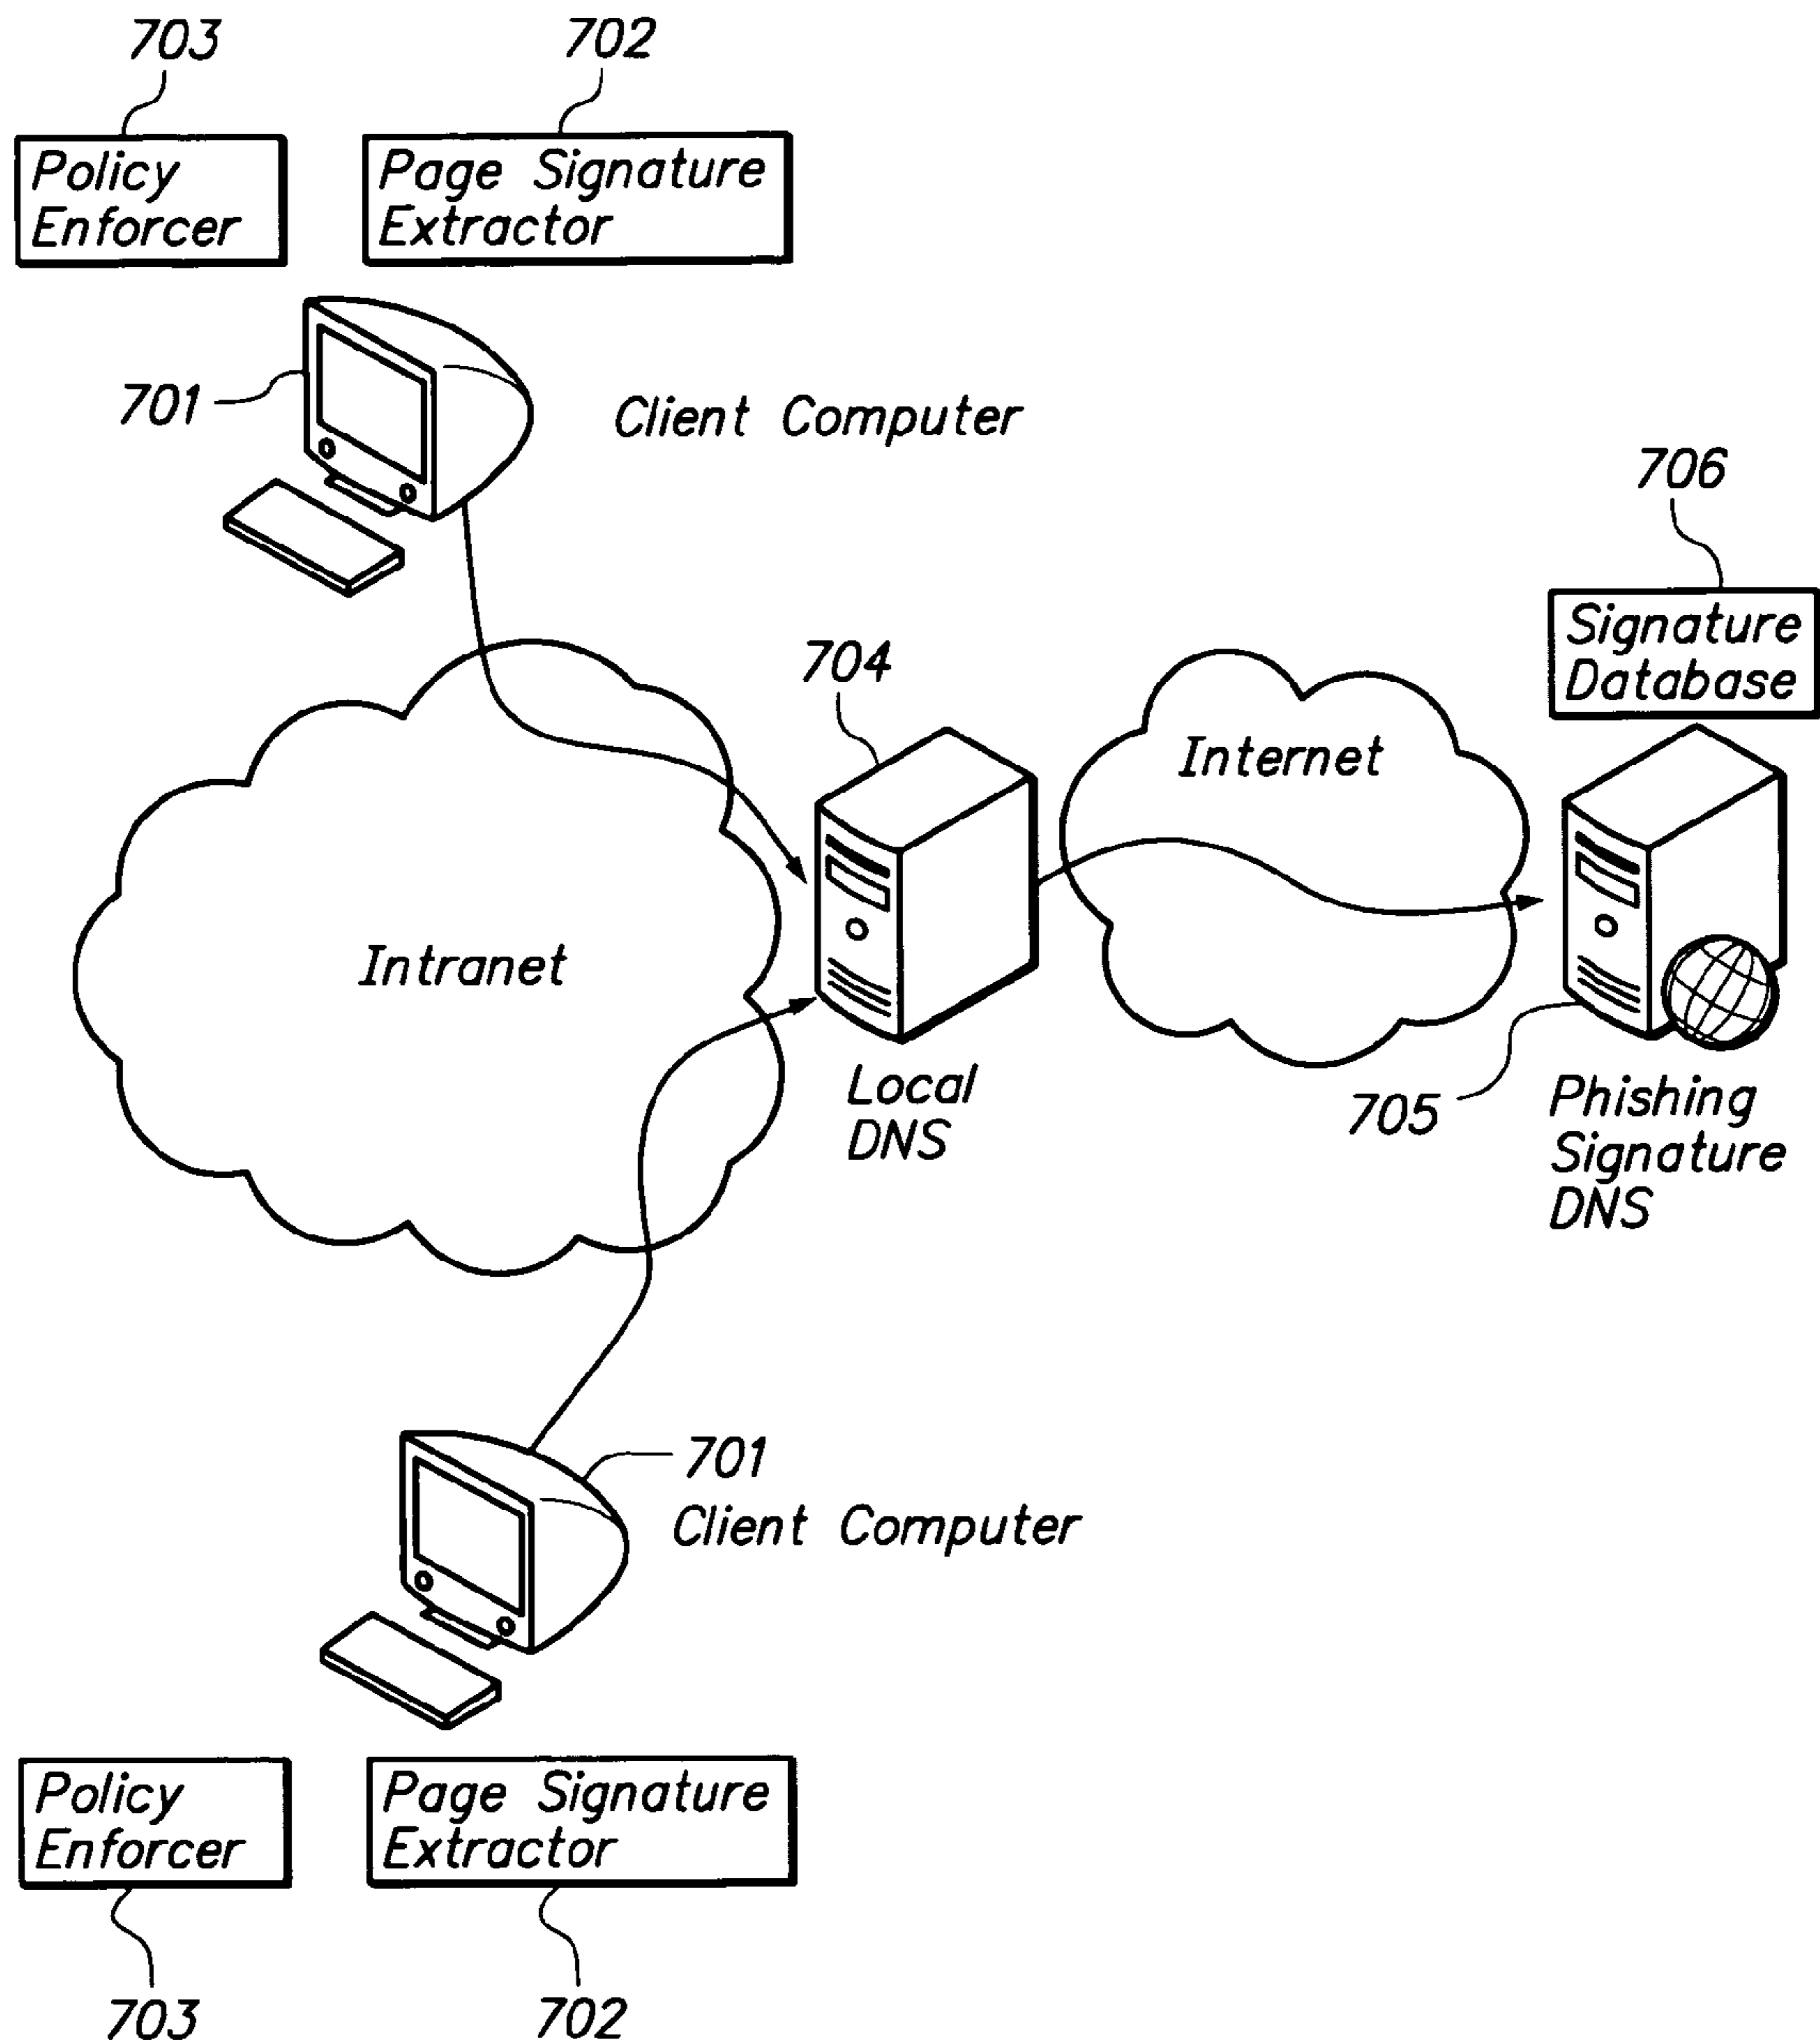 703
702
Policy
Enforcer
Page Signature
Extractor
701
Client Computer
706
Signature
Database
704
Internet
Intranet
Local
DNS
705
Phishing
Signature
DNS
701
Client Computer
Policy
Enforcer
Page Signature
Extractor
703
702